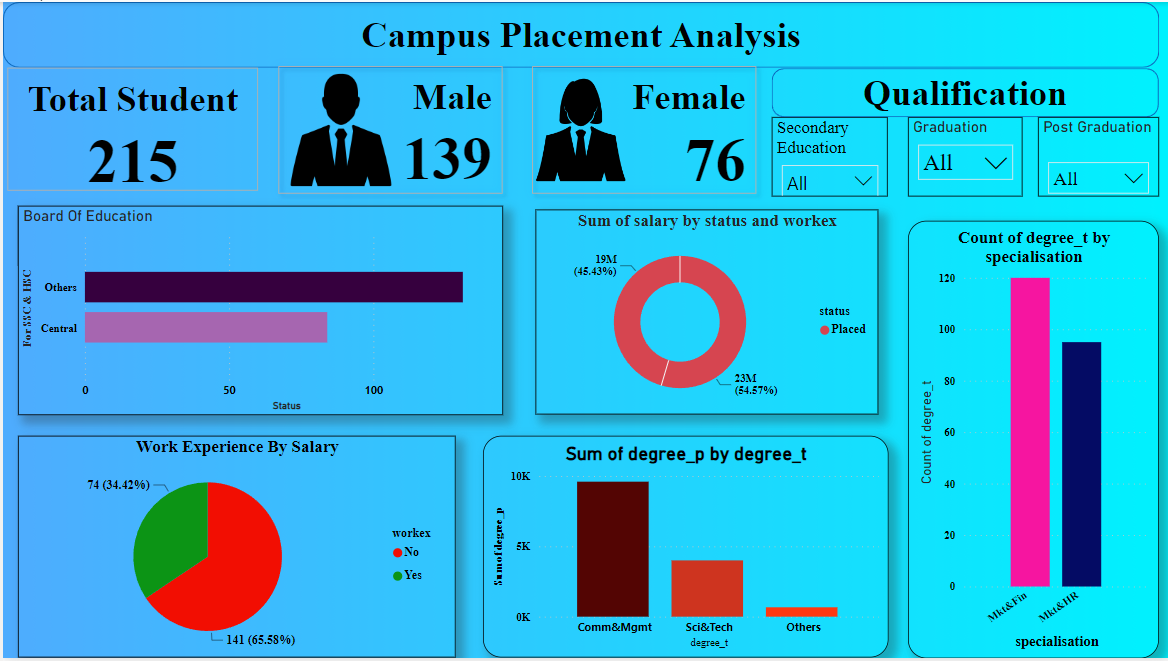 Campus Placement Analysis
Total Student
215
Male
139
Female
76
Qualification
Secondary
Education
All
Graduation
All
Post Graduation
All
Board Of Education
For SSC & HSC
Others
Central
0
50
100
Status
Sum of salary by status and workex
19M
(45.43%)
23M
(54.57%)
status
Placed
Count of degree_t by
specialisation
Count of degree_t
120
100
80
60
40
20
0
Mkt&Fin
Mkt&HR
specialisation
Work Experience By Salary
74 (34.42%)
141 (65.58%)
workex
No
Yes
Sum of degree_p by degree_t
Sum of degree_p
10K
5K
0K
Comm&Mgmt
Sci&Tech
Others
degree_t